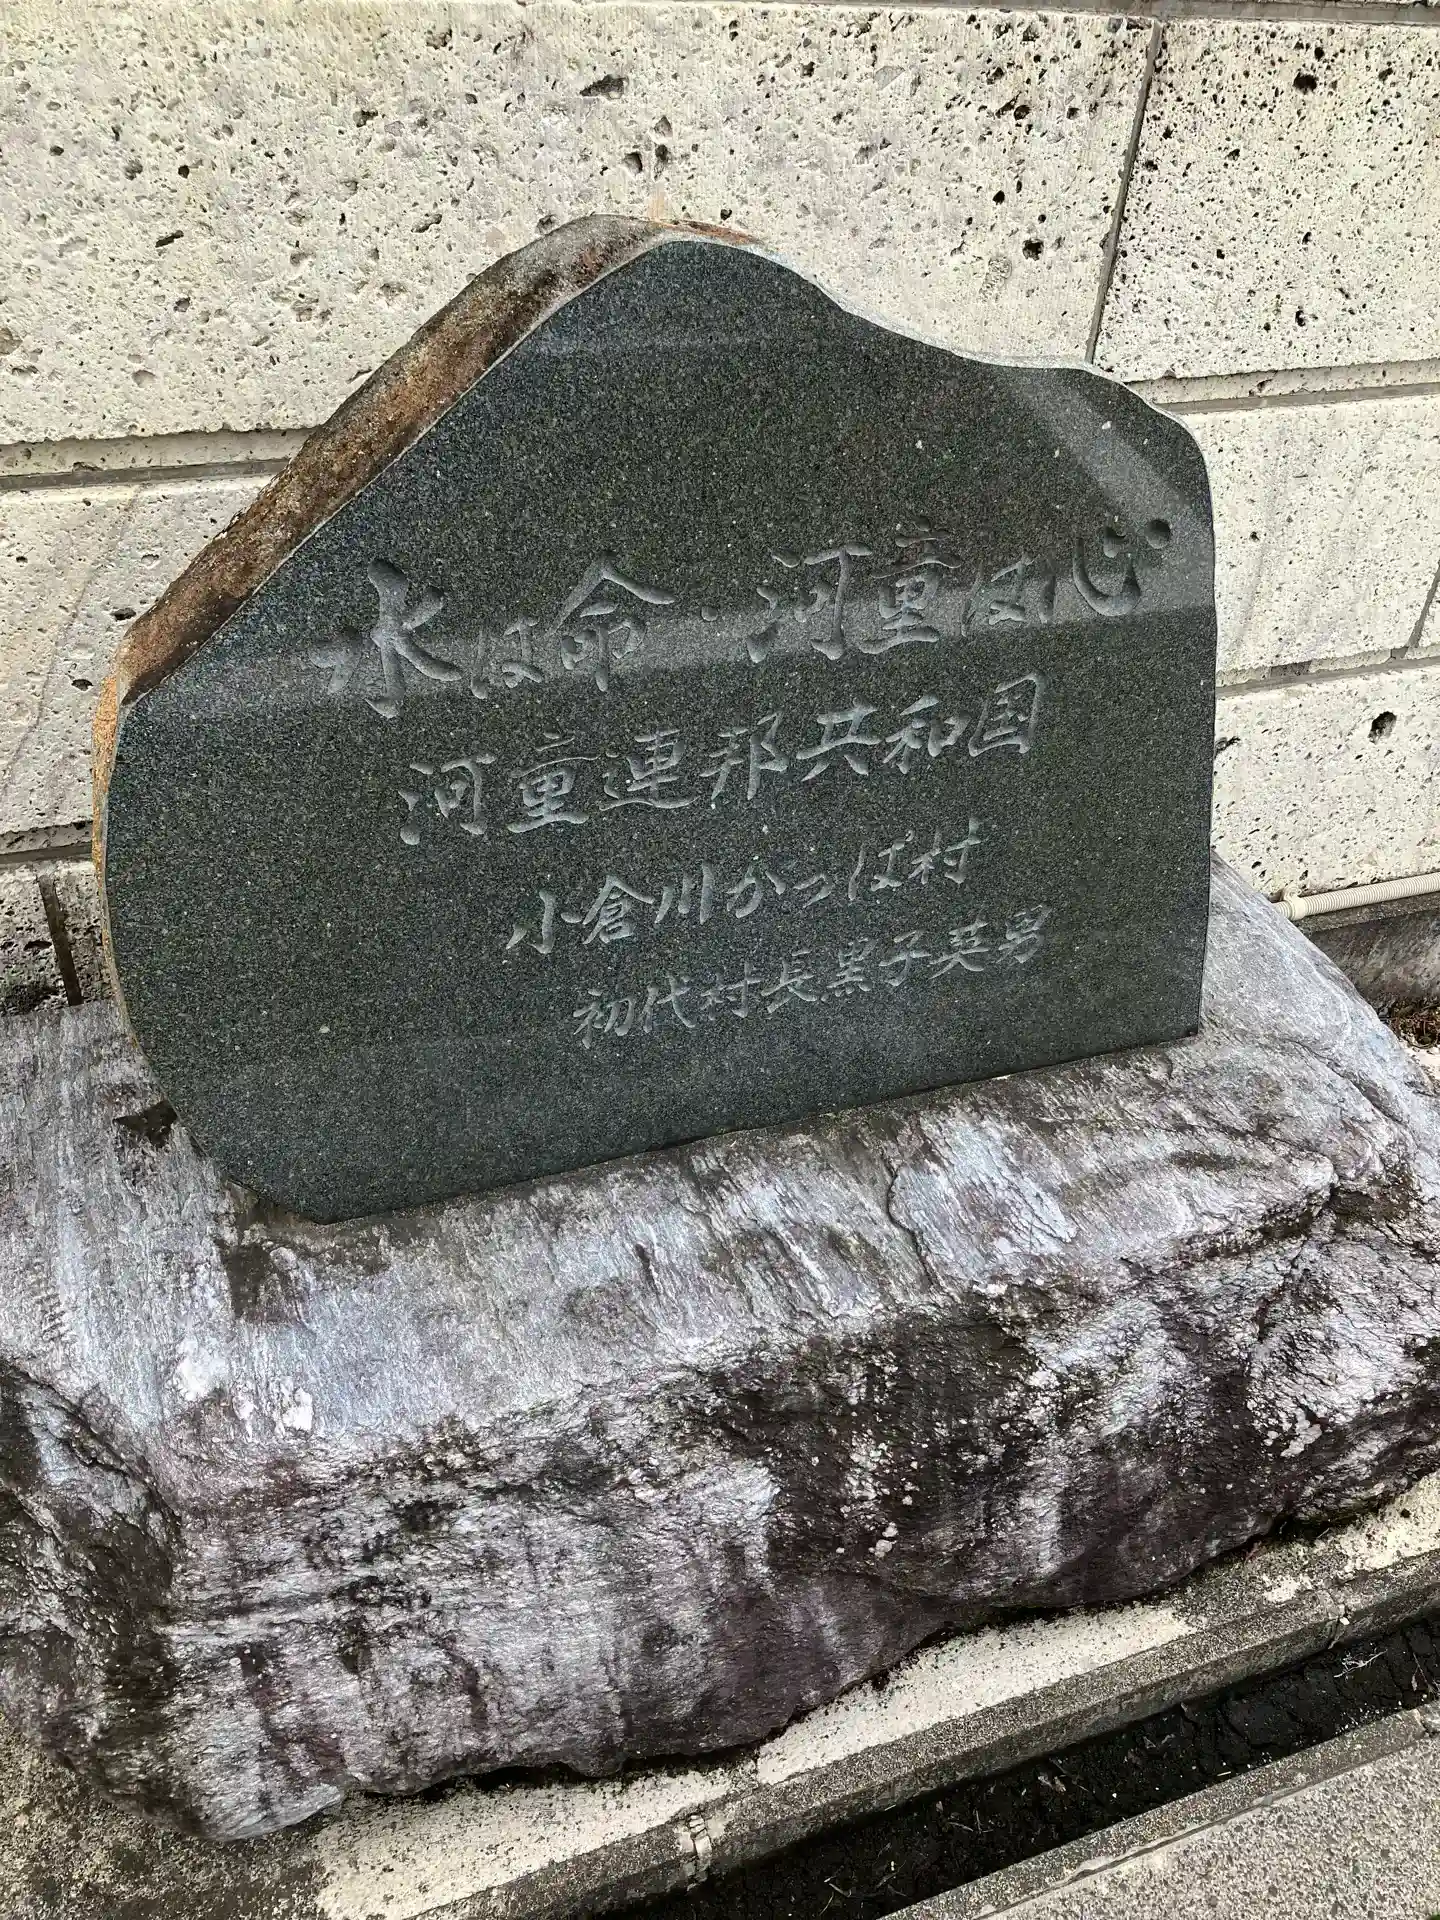 水は命・河童は心
河童連邦共和国
小倉川かっぱ村
初代村長黒子英男